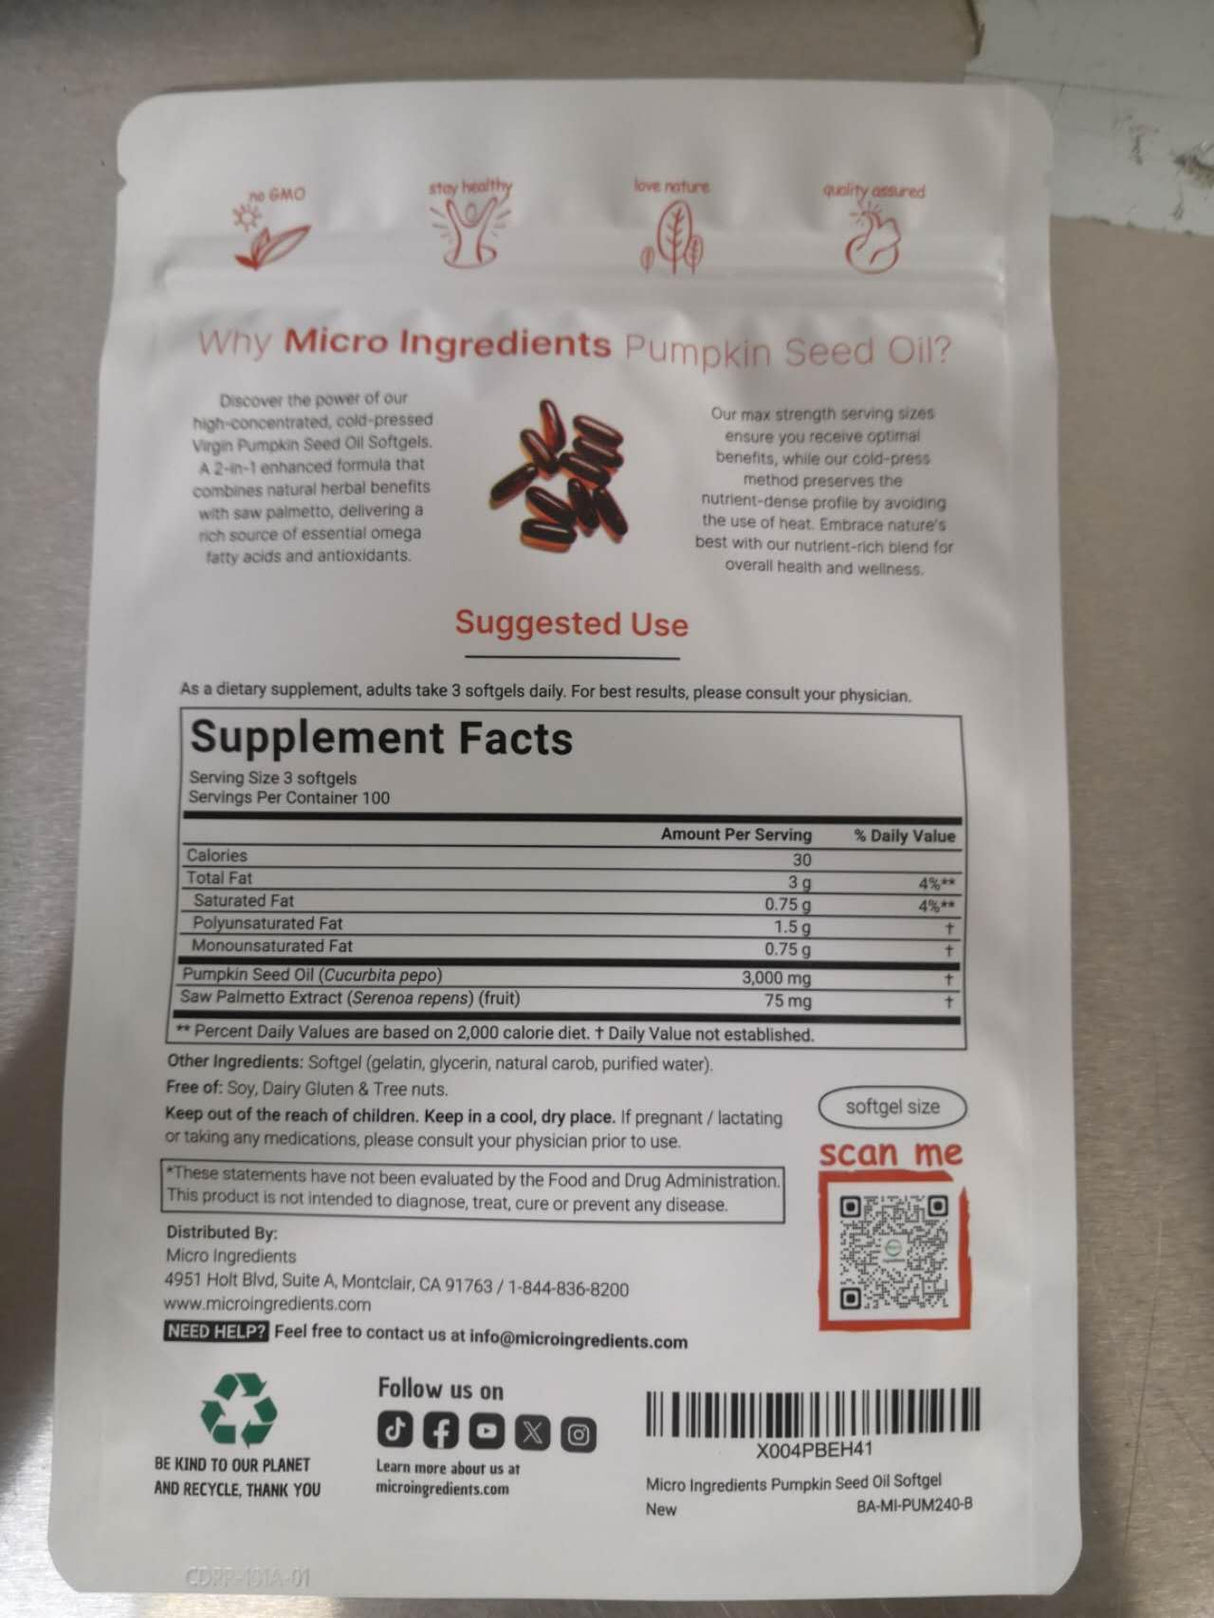 no GMO
stay healthy
love nature
quality assured
Why Micro Ingredients Pumpkin Seed Oil?
Discover the power of our
high-concentrated, cold-pressed
Virgin Pumpkin Seed Oil Softgels.
A 2-in-1 enhanced formula that
combines natural herbal benefits
with saw palmetto, delivering a
rich source of essential omega
fatty acids and antioxidants.
Our max strength serving sizes
ensure you receive optimal
benefits, while our cold-press
method preserves the
nutrient-dense profile by avoiding
the use of heat. Embrace nature's
best with our nutrient-rich blend for
overall health and wellness.
Suggested Use
As a dietary supplement, adults take 3 softgels daily. For best results, please consult your physician.
Supplement Facts
Serving Size 3 softgels
Servings Per Container 100
Amount Per Serving % Daily Value
Calories 30
Total Fat 3 g 4%**
Saturated Fat 0.75 g 4%**
Polyunsaturated Fat 1.5 g †
Monounsaturated Fat 0.75 g †
Pumpkin Seed Oil (Cucurbita pepo) 3,000 mg †
Saw Palmetto Extract (Serenoa repens) (fruit) 75 mg †
** Percent Daily Values are based on 2,000 calorie diet. † Daily Value not established.
Other Ingredients: Softgel (gelatin, glycerin, natural carob, purified water).
Free of: Soy, Dairy Gluten & Tree nuts.
Keep out of the reach of children. Keep in a cool, dry place. If pregnant / lactating
or taking any medications, please consult your physician prior to use.
*These statements have not been evaluated by the Food and Drug Administration.
This product is not intended to diagnose, treat, cure or prevent any disease.
softgel size
scan me
Distributed By:
Micro Ingredients
4951 Holt Blvd, Suite A, Montclair, CA 91763 / 1-844-836-8200
www.microingredients.com
NEED HELP? Feel free to contact us at info@microingredients.com
BE KIND TO OUR PLANET
AND RECYCLE, THANK YOU
Follow us on
Learn more about us at
microingredients.com
X004PBEH41
Micro Ingredients Pumpkin Seed Oil Softgel
New BA-MI-PUM240-B